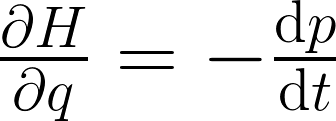 ∂H/∂q = − dp/dt